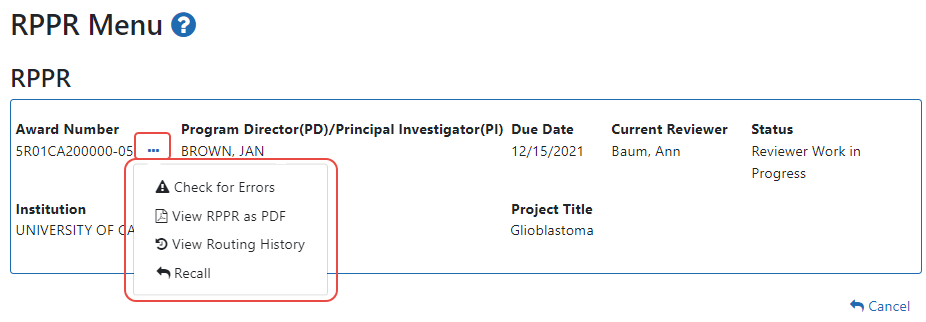 RPPR Menu ?
RPPR
Award Number Program Director(PD)/Principal Investigator(PI) Due Date Current Reviewer Status
5R01CA200000-05 ... BROWN, JAN 12/15/2021 Baum, Ann Reviewer Work in
Progress
Check for Errors
View RPPR as PDF
View Routing History
Recall
Institution Project Title
UNIVERSITY OF CA Glioblastoma
Cancel